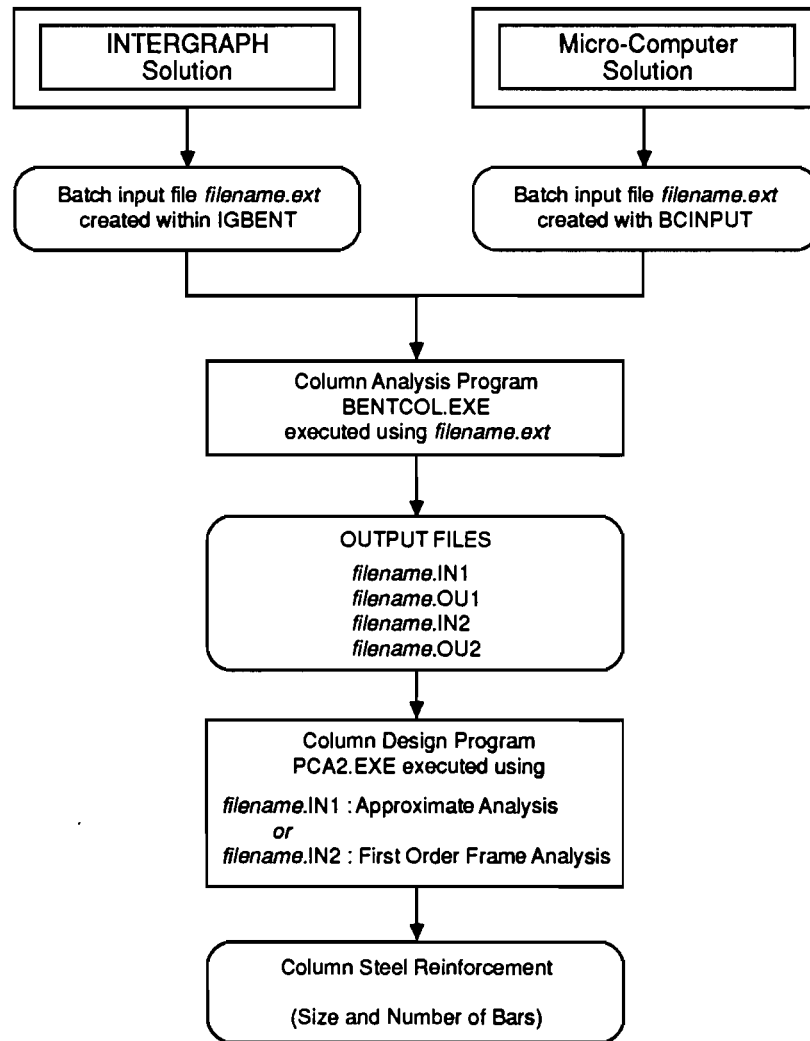 INTERGRAPH
Solution
Micro-Computer
Solution
Batch input file filename.ext
created within IGBENT
Batch input file filename.ext
created with BCINPUT
Column Analysis Program
BENTCOL.EXE
executed using filename.ext
OUTPUT FILES
filename.IN1
filename.OU1
filename.IN2
filename.OU2
Column Design Program
PCA2.EXE executed using
filename.IN1 : Approximate Analysis
or
filename.IN2 : First Order Frame Analysis
Column Steel Reinforcement
(Size and Number of Bars)